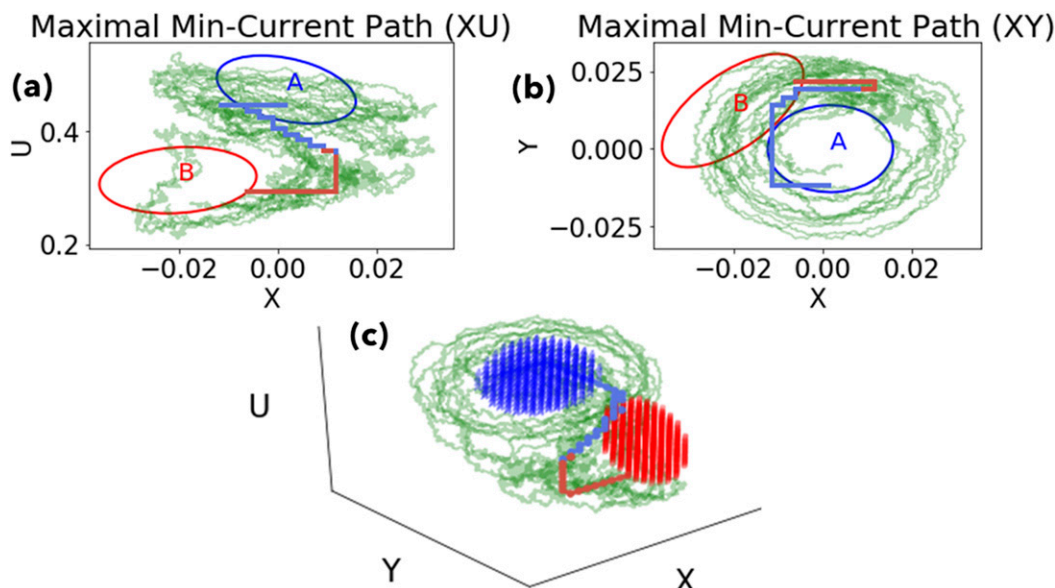 Maximal Min-Current Path (XU)
(a)
A
B
U
0.4
0.2
−0.02
0.00
0.02
X
Maximal Min-Current Path (XY)
(b)
B
A
Y
0.025
0.000
−0.025
−0.02
0.00
0.02
X
(c)
U
Y
X